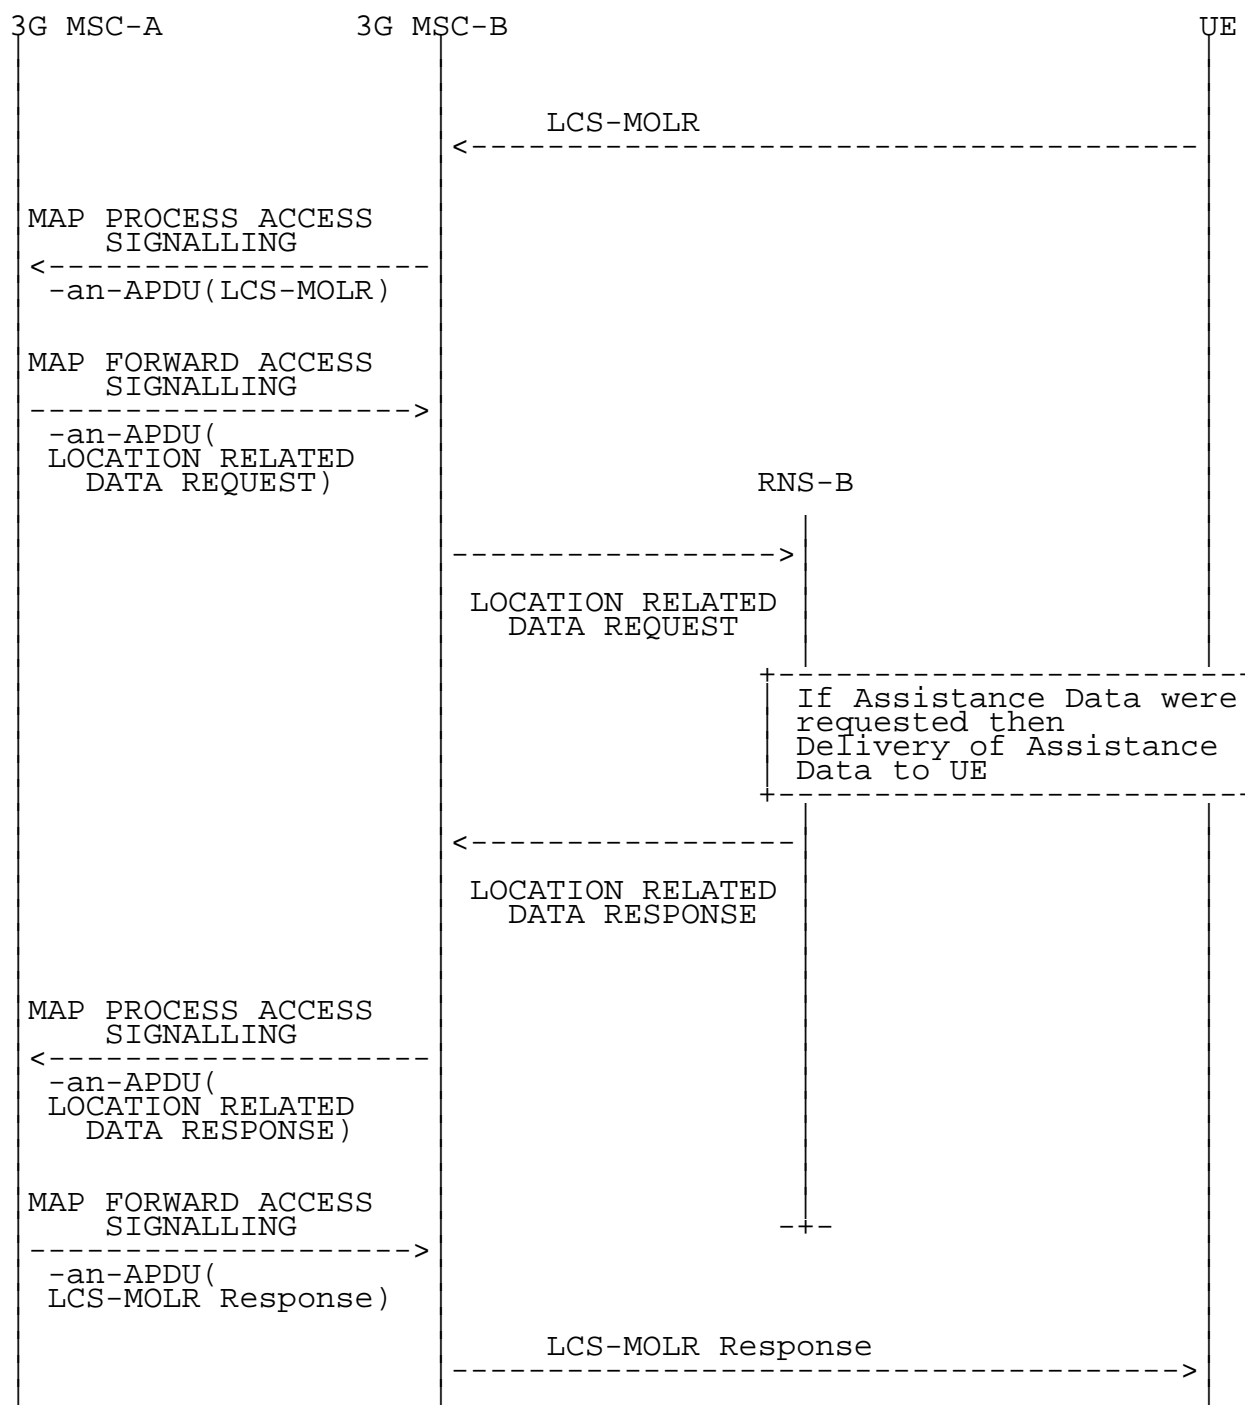 3G MSC-A 3G MSC-B UE
LCS-MOLR
<--------------------------------------
MAP PROCESS ACCESS
SIGNALLING
<--------------------
-an-APDU(LCS-MOLR)
MAP FORWARD ACCESS
SIGNALLING
-------------------->
-an-APDU(
LOCATION RELATED
DATA REQUEST)
RNS-B
----------------->
LOCATION RELATED
DATA REQUEST
+-------------------------
If Assistance Data were
requested then
Delivery of Assistance
Data to UE
+-------------------------
<-----------------
LOCATION RELATED
DATA RESPONSE
MAP PROCESS ACCESS
SIGNALLING
<--------------------
-an-APDU(
LOCATION RELATED
DATA RESPONSE)
MAP FORWARD ACCESS
SIGNALLING
-+-
-------------------->
-an-APDU(
LCS-MOLR Response)
LCS-MOLR Response
-------------------------------------->